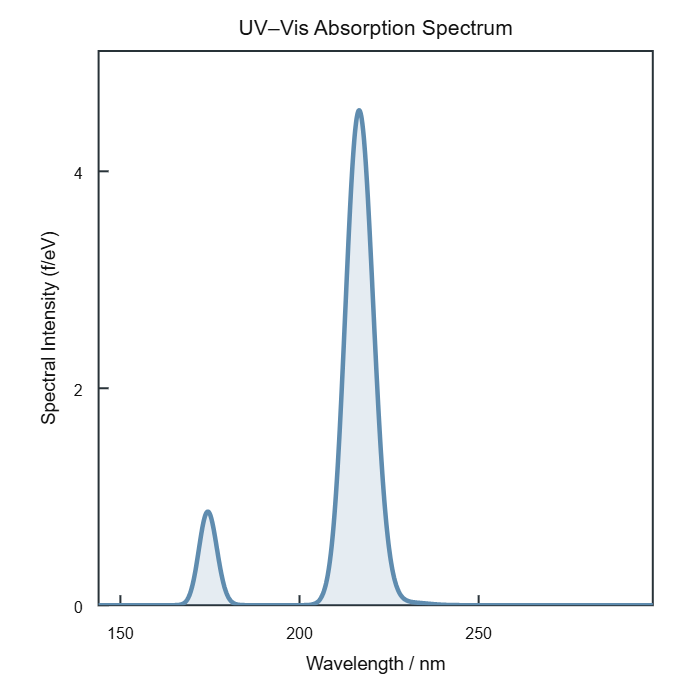 UV–Vis Absorption Spectrum
Spectral Intensity (f/eV)
4
2
0
150
200
250
Wavelength / nm